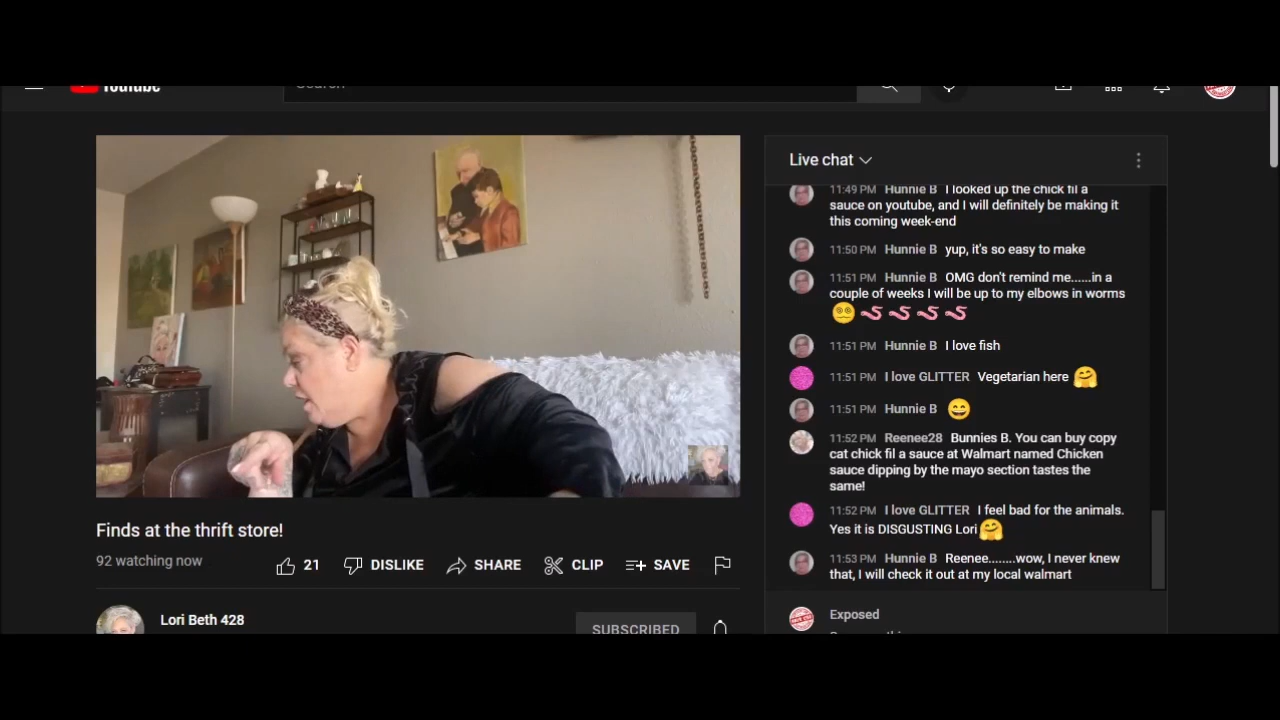 YouTube
Search
Live chat
11:49 PM Hunnie B I looked up the chick fil a
sauce on youtube, and I will definitely be making it
this coming week-end
11:50 PM Hunnie B yup, it's so easy to make
11:51 PM Hunnie B OMG don't remind me......in a
couple of weeks I will be up to my elbows in worms
11:51 PM Hunnie B I love fish
11:51 PM I love GLITTER Vegetarian here
11:51 PM Hunnie B
11:52 PM Reenee28 Bunnies B. You can buy copy
cat chick fil a sauce at Walmart named Chicken
sauce dipping by the mayo section tastes the
same!
11:52 PM I love GLITTER I feel bad for the animals.
Yes it is DISGUSTING Lori
11:53 PM Hunnie B Reenee........wow, I never knew
that, I will check it out at my local walmart
Exposed
Finds at the thrift store!
92 watching now
21 DISLIKE SHARE CLIP SAVE
Lori Beth 428
SUBSCRIBED